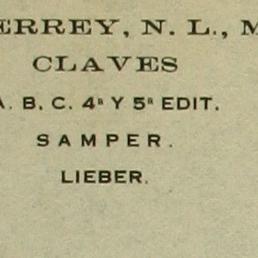 ERREY, N. L., M
CLAVES
A. B, C. 4ª Y 5ª EDIT.
SAMPER.
LIEBER.